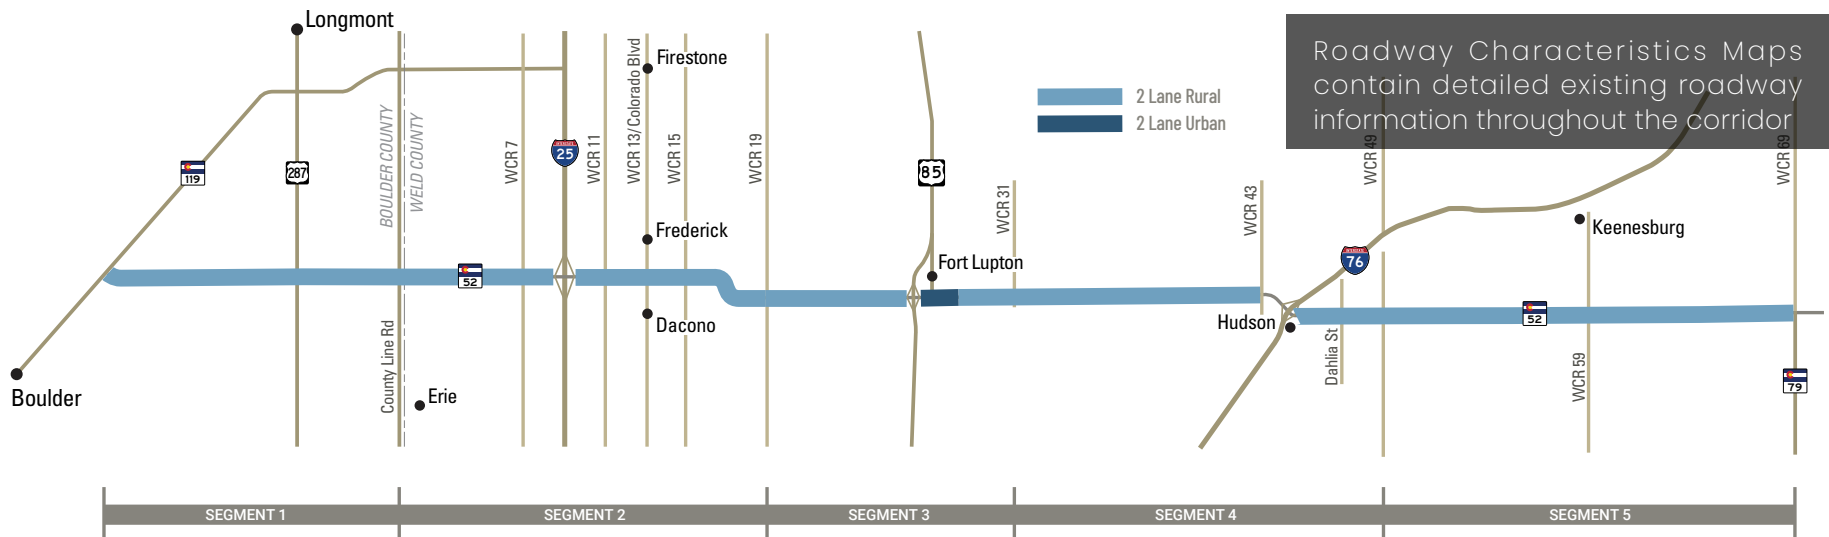 Longmont
Roadway Characteristics Maps
contain detailed existing roadway
information throughout the corridor
Firestone
2 Lane Rural
2 Lane Urban
BOULDER COUNTY
WELD COUNTY
WCR 7
25
WCR 11
WCR 13/Colorado Blvd
WCR 15
WCR 19
85
WCR 31
WCR 43
WCR 49
WCR 69
119
287
Frederick
Keenesburg
Fort Lupton
76
52
Dacono
Hudson
52
County Line Rd
Dahlia St
WCR 59
79
Boulder
Erie
SEGMENT 1
SEGMENT 2
SEGMENT 3
SEGMENT 4
SEGMENT 5